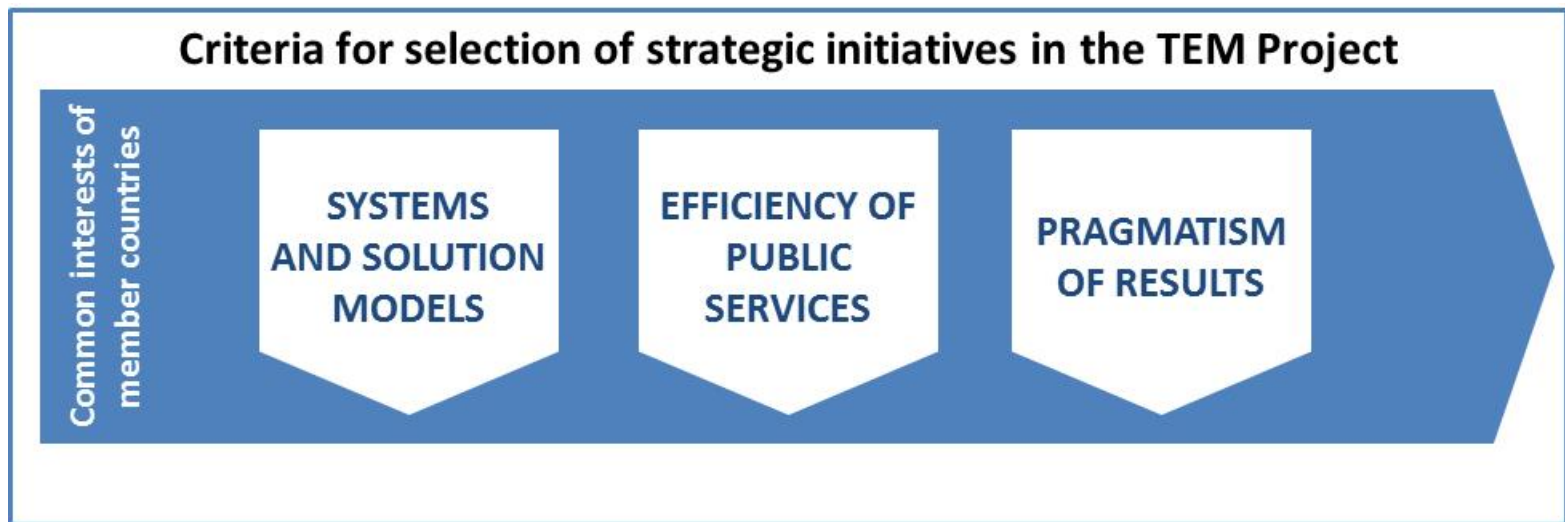 Criteria for selection of strategic initiatives in the TEM Project
Common interests of
member countries
SYSTEMS
AND SOLUTION
MODELS
EFFICIENCY OF
PUBLIC
SERVICES
PRAGMATISM
OF RESULTS